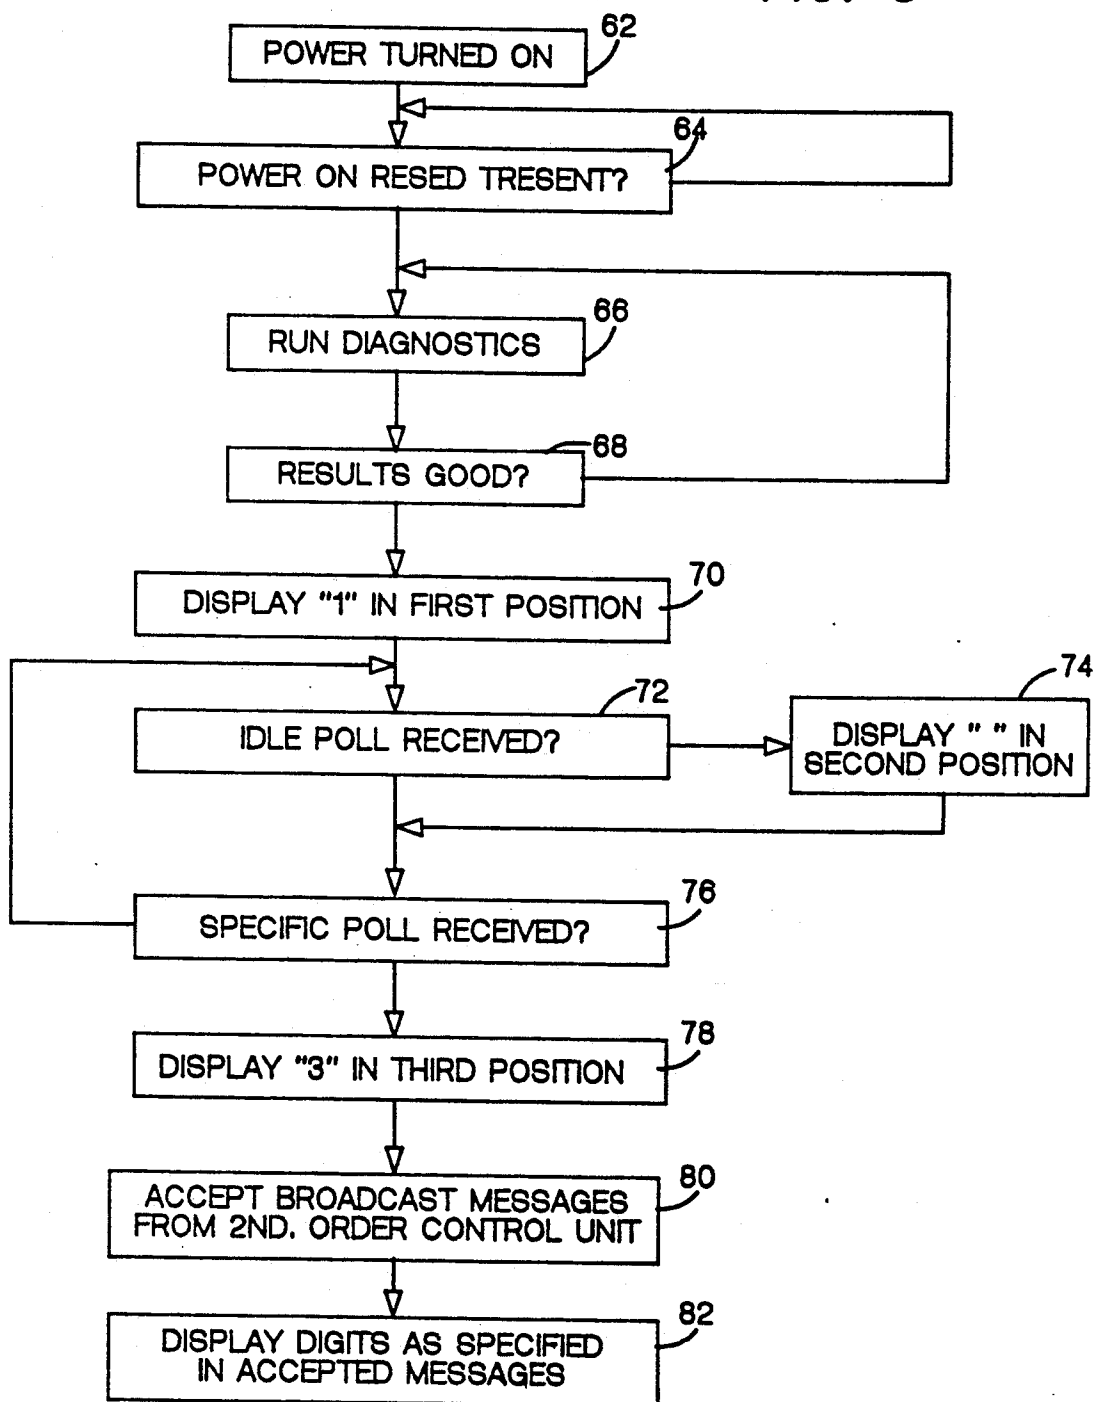 62
POWER TURNED ON
64
POWER ON RESED TRESENT?
66
RUN DIAGNOSTICS
68
RESULTS GOOD?
70
DISPLAY "1" IN FIRST POSITION
72
IDLE POLL RECEIVED?
74
DISPLAY " " IN
SECOND POSITION
76
SPECIFIC POLL RECEIVED?
78
DISPLAY "3" IN THIRD POSITION
80
ACCEPT BROADCAST MESSAGES
FROM 2ND. ORDER CONTROL UNIT
82
DISPLAY DIGITS AS SPECIFIED
IN ACCEPTED MESSAGES